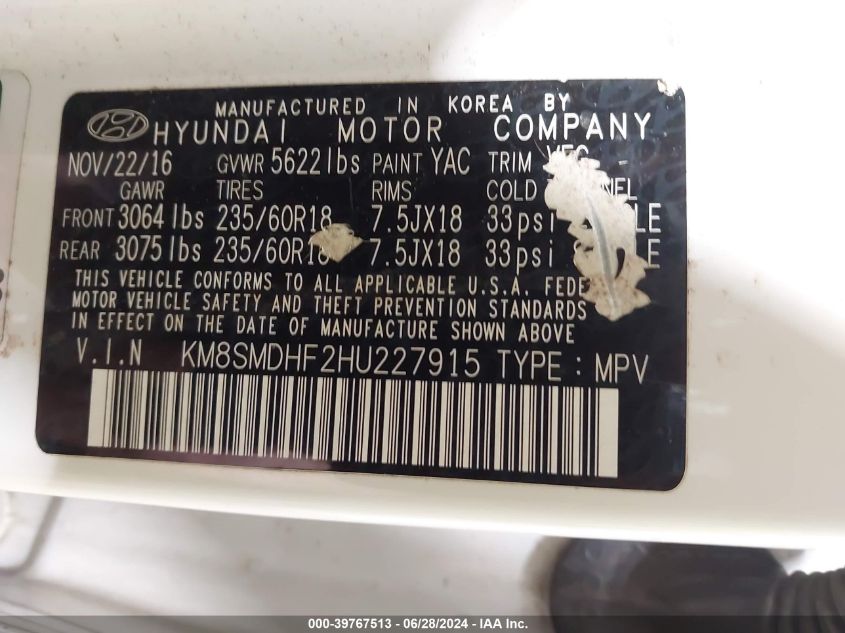 MANUFACTURED IN KOREA BY
HYUNDAI MOTOR COMPANY
NOV/22/16 GVWR 5622lbs PAINT YAC TRIM
GAWR TIRES RIMS COLD
FRONT 3064 lbs 235/60R18 7.5JX18 33psi
REAR 3075 lbs 235/60R18 7.5JX18 33psi
THIS VEHICLE CONFORMS TO ALL APPLICABLE U.S.A.
MOTOR VEHICLE SAFETY AND THEFT PREVENTION STANDARDS
IN EFFECT ON THE DATE OF MANUFACTURE SHOWN ABOVE
V.I.N KM8SMDHF2HU227915 TYPE : MPV
000-39767513 - 06/28/2024 - IAA Inc.